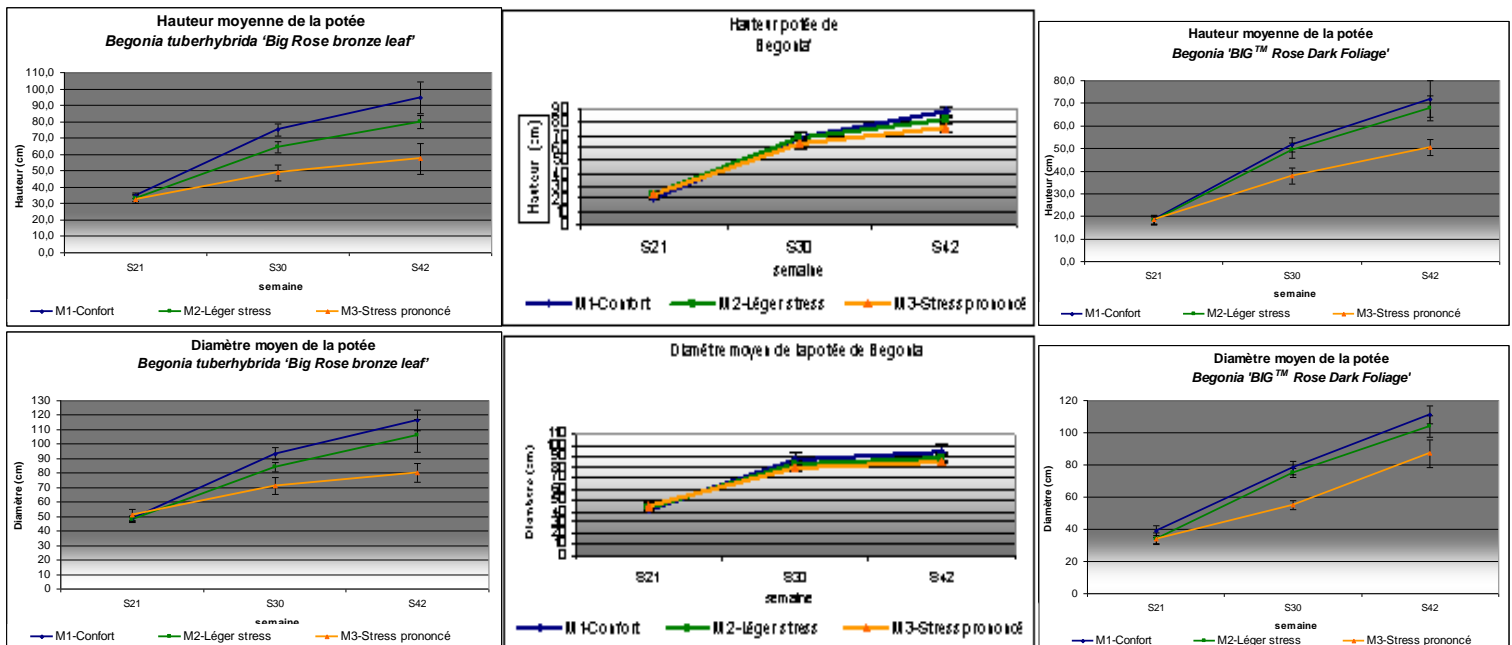 Hauteur moyenne de la potée
Begonia tuberhybrida ‘Big Rose bronze leaf’
110,0
100,0
90,0
80,0
70,0
60,0
50,0
40,0
30,0
20,0
10,0
0,0
Hauteur (cm)
S21 S30 S42
semaine
M1-Confort M2-Léger stress M3-Stress prononcé
Hauteur potée de
Begonia'
Hauteur (cm)
S21 S30 S42
semaine
M1-Confort M2-Léger stress M3-Stress prononcé
Hauteur moyenne de la potée
Begonia 'BIG™ Rose Dark Foliage'
80,0
70,0
60,0
50,0
40,0
30,0
20,0
10,0
0,0
Hauteur (cm)
S21 S30 S42
semaine
M1-Confort M2-Léger stress M3-Stress prononcé
Diamètre moyen de la potée
Begonia tuberhybrida ‘Big Rose bronze leaf’
130
120
110
100
90
80
70
60
50
40
30
20
10
0
Diamètre (cm)
S21 S30 S42
semaine
M1-Confort M2-Léger stress M3-Stress prononcé
Diamètre moyen de la potée de Begonia
Diamètre (cm)
S21 S30 S42
semaine
M1-Confort M2-Léger stress M3-Stress prononcé
Diamètre moyen de la potée
Begonia 'BIG™ Rose Dark Foliage'
120
100
80
60
40
20
0
Diamètre (cm)
S21 S30 S42
semaine
M1-Confort M2-Léger stress M3-Stress prononcé